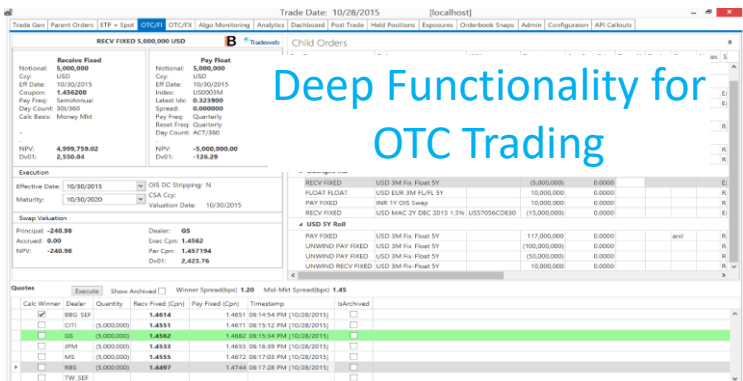 Trade Date: 10/28/2015 [localhost]
Trade Gen Parent Orders ETP + Spot OTC/FI OTC/FX Algo Monitoring Analytics Dashboard Post Trade Held Positions Exposures Orderbook Snaps Admin Configuraion API Callouts
RECV FIXED 5,000,000 USD B Tradeweb
Child Orders
Deep Functionality for
OTC Trading
Receive Fixed Pay Float
Notional: 5,000,000 Notional: 5,000,000
Ccy: USD Ccy: USD
Eff Date: 10/30/2015 Eff Date: 10/30/2015
Coupon: 1.456200 Index: US0003M
Pay Freq: SemiAnnual Latest Idx: 0.323900
Day Count: 30I/360 Spread: 0.000000
Calc Basis: Money Mkt Pay Freq: Quarterly
Reset Freq: Quarterly
Day Count: ACT/360
NPV: 4,999,759.02 NPV: -5,000,000.00
Dv01: 2,550.04 Dv01: -126.29
Execution
Effective Date: 10/30/2015 OIS DC Stripping: N
CSA Ccy:
Maturity: 10/30/2020
Valuation Date: 10/30/2015
Swap Valuation
Principal: -240.98 Dealer: GS
Accrued: 0.00 Exec Cpn: 1.4562
NPV: -240.98 Par Cpn: 1.457194
Dv01: 2,423.76
RECV FIXED USD 3M Fix-Float 5Y (5,000,000) 0.0000
FLOAT FLOAT USD EUR 3M FL/FL 5Y 10,000,000 0.0000
PAY FIXED INR 1Y OIS Swap 10,000,000 0.0000
RECV FIXED USD MAC 2Y DEC 2015 1.5% US37056CDE30 (15,000,000) 0.0000
USD 5Y Roll
PAY FIXED USD 3M Fix-Float 5Y 117,000,000 0.0000 anil
UNWIND PAY FIXED USD 3M Fix-Float 5Y (100,000,000) 0.0000
UNWIND PAY FIXED USD 3M Fix-Float 5Y (50,000,000) 0.0000
UNWIND RECV FIXED USD 3M Fix-Float 5Y 10,000,000 0.0000
Quotes
Execute Show Archived Winner Spread(bps) 1.20 Mid-Mkt Spread(bps) 1.45
Calc Winner Dealer Quantity Recv Fixed (Cpn) Pay Fixed (Cpn) Timestamp IsArchived
BBG_SEF 1.4614 1.4651 06:14:54 PM [10/28/2015]
CITI (5,000,000) 1.4551 1.4671 06:15:12 PM [10/28/2015]
GS (5,000,000) 1.4562 1.4682 06:15:34 PM [10/28/2015]
JPM (5,000,000) 1.4533 1.4655 06:16:39 PM [10/28/2015]
MS (5,000,000) 1.4555 1.4672 06:17:03 PM [10/28/2015]
RBS (5,000,000) 1.4497 1.4744 06:17:28 PM [10/28/2015]
TW_SEF